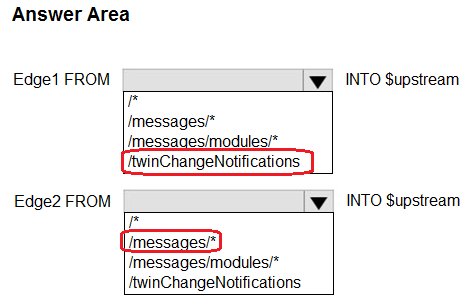 Answer Area
Edge1 FROM INTO $upstream
/*
/messages/*
/messages/modules/*
/twinChangeNotifications
Edge2 FROM INTO $upstream
/*
/messages/*
/messages/modules/*
/twinChangeNotifications